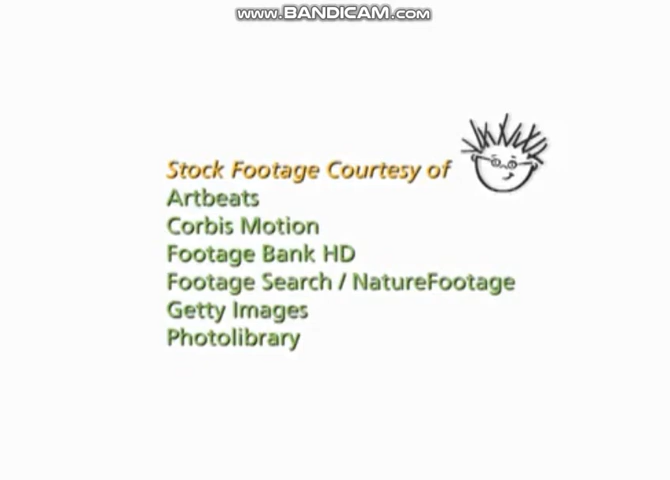 www.BANDICAM.com
Stock Footage Courtesy of
Artbeats
Corbis Motion
Footage Bank HD
Footage Search / NatureFootage
Getty Images
Photolibrary